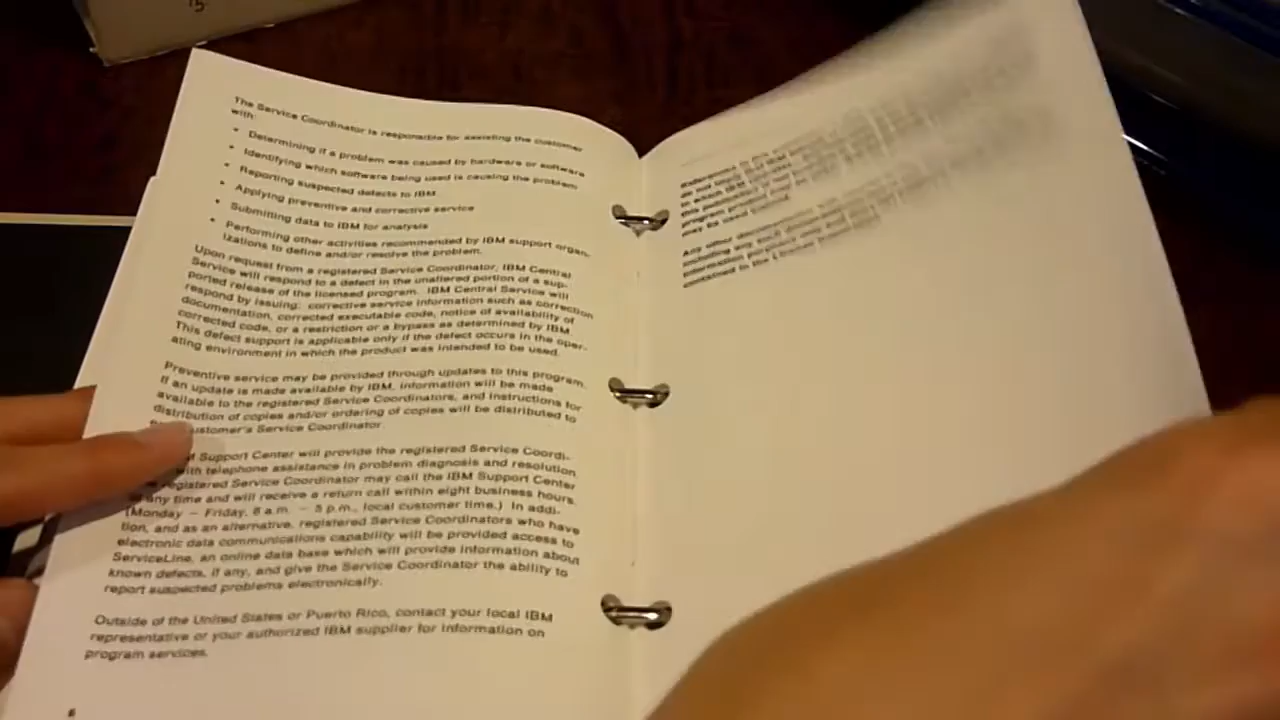 The Service Coordinator is responsible for assisting the customer
with:
• Determining if a problem was caused by hardware or software
• Identifying which software being used is causing the problem
• Reporting suspected defects to IBM
• Applying preventive and corrective service
• Submitting data to IBM for analysis
• Performing other activities recommended by IBM support organ-
izations to define and/or resolve the problem.
Upon request from a registered Service Coordinator, IBM Central
Service will respond to a defect in the unaltered portion of a sup-
ported release of the licensed program. IBM Central Service will
respond by issuing: corrective service information such as correction
documentation, corrected executable code, notice of availability of
corrected code, or a restriction or a bypass as determined by IBM.
This defect support is applicable only if the defect occurs in the oper-
ating environment in which the product was intended to be used.
Preventive service may be provided through updates to this program.
If an update is made available by IBM, information will be made
available to the registered Service Coordinators, and instructions for
distribution of copies and/or ordering of copies will be distributed to
customer's Service Coordinator.
Support Center will provide the registered Service Coordi-
with telephone assistance in problem diagnosis and resolution.
registered Service Coordinator may call the IBM Support Center
any time and will receive a return call within eight business hours.
(Monday — Friday, 8 a.m. — 5 p.m., local customer time.) In addi-
tion, and as an alternative, registered Service Coordinators who have
electronic data communications capability will be provided access to
ServiceLine, an online data base which will provide information about
known defects, if any, and give the Service Coordinator the ability to
report suspected problems electronically.
Outside of the United States or Puerto Rico, contact your local IBM
representative or your authorized IBM supplier for information on
program services.
6